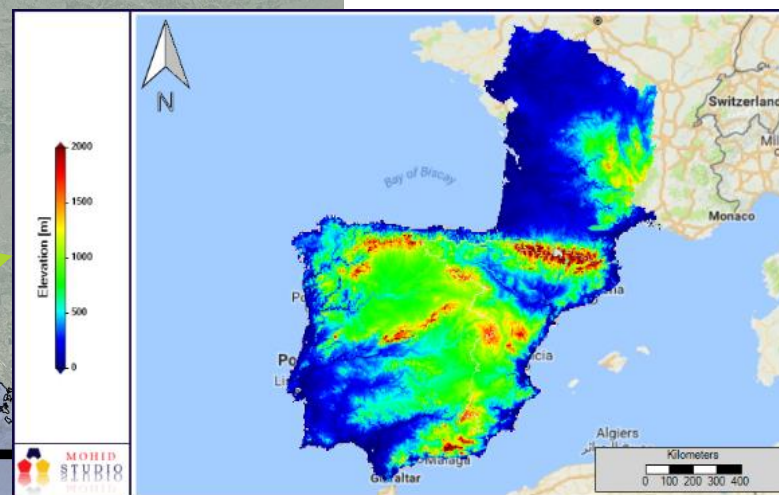 N
Elevation [m]
2000
1500
1000
500
0
MOHID
STUDIO
Bay of Biscay
Switzerland
Monaco
Algiers
Malaga
Gibraltar
Kilometers
0 100 200 300 400